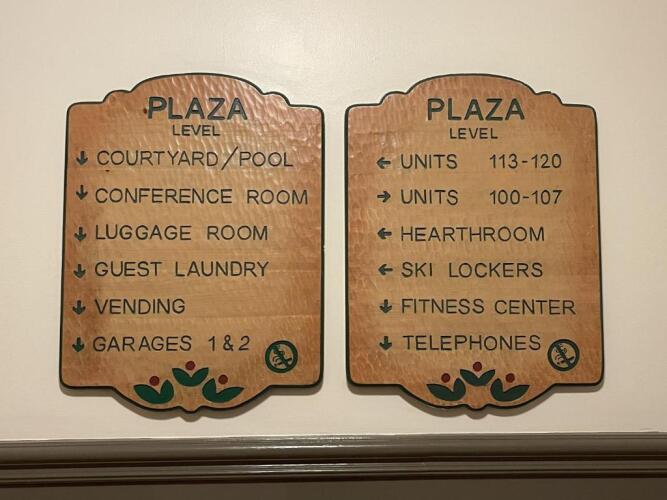 PLAZA
LEVEL
↓ COURTYARD/POOL
↓ CONFERENCE ROOM
↓ LUGGAGE ROOM
↓ GUEST LAUNDRY
↓ VENDING
↓ GARAGES 1 & 2
PLAZA
LEVEL
← UNITS 113-120
→ UNITS 100-107
← HEARTHROOM
← SKI LOCKERS
↓ FITNESS CENTER
↓ TELEPHONES